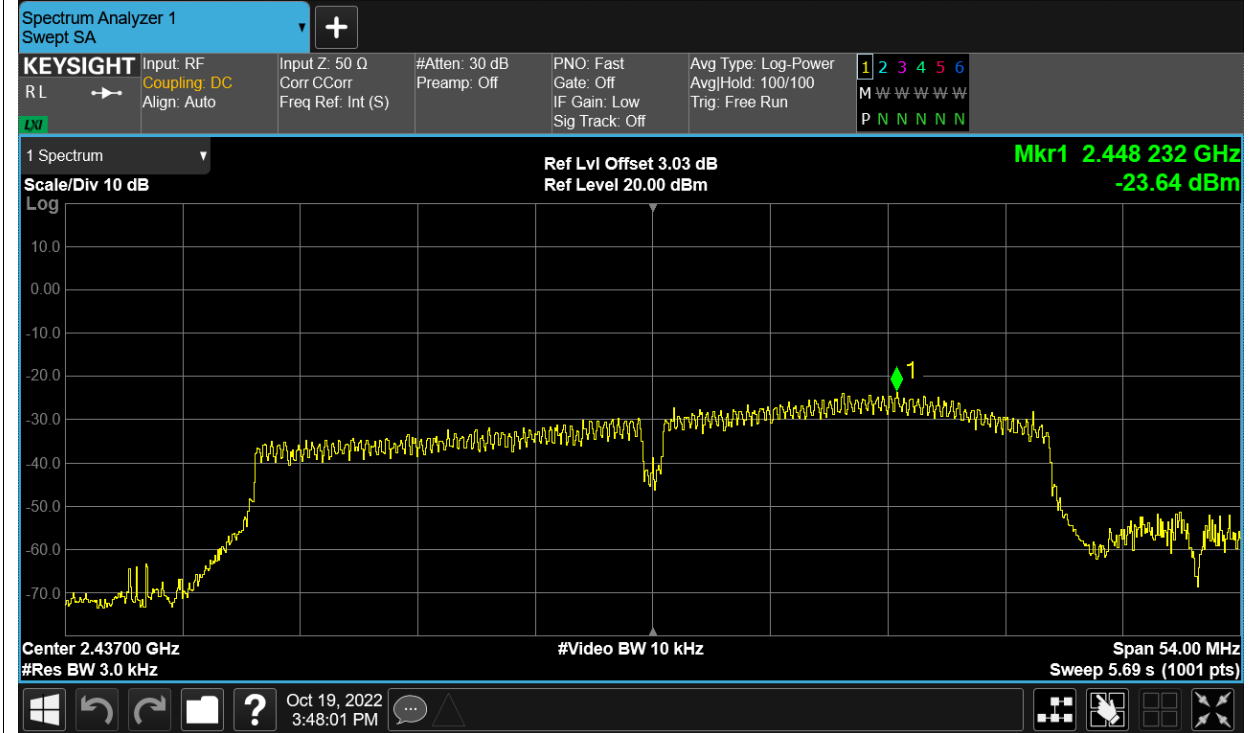 Spectrum Analyzer 1
Swept SA
KEYSIGHT
R L
LXI
Input: RF
Coupling: DC
Align: Auto
Input Z: 50 Ω
Corr CCorr
Freq Ref: Int (S)
#Atten: 30 dB
Preamp: Off
PNO: Fast
Gate: Off
IF Gain: Low
Sig Track: Off
Avg Type: Log-Power
Avg|Hold: 100/100
Trig: Free Run
1 2 3 4 5 6
M W W W W W
P N N N N N
1 Spectrum
Scale/Div 10 dB
Ref Lvl Offset 3.03 dB
Ref Level 20.00 dBm
Mkr1 2.448 232 GHz
-23.64 dBm
Log
10.0
0.00
-10.0
-20.0
-30.0
-40.0
-50.0
-60.0
-70.0
1
Center 2.43700 GHz
#Res BW 3.0 kHz
#Video BW 10 kHz
Span 54.00 MHz
Sweep 5.69 s (1001 pts)
?
Oct 19, 2022
3:48:01 PM